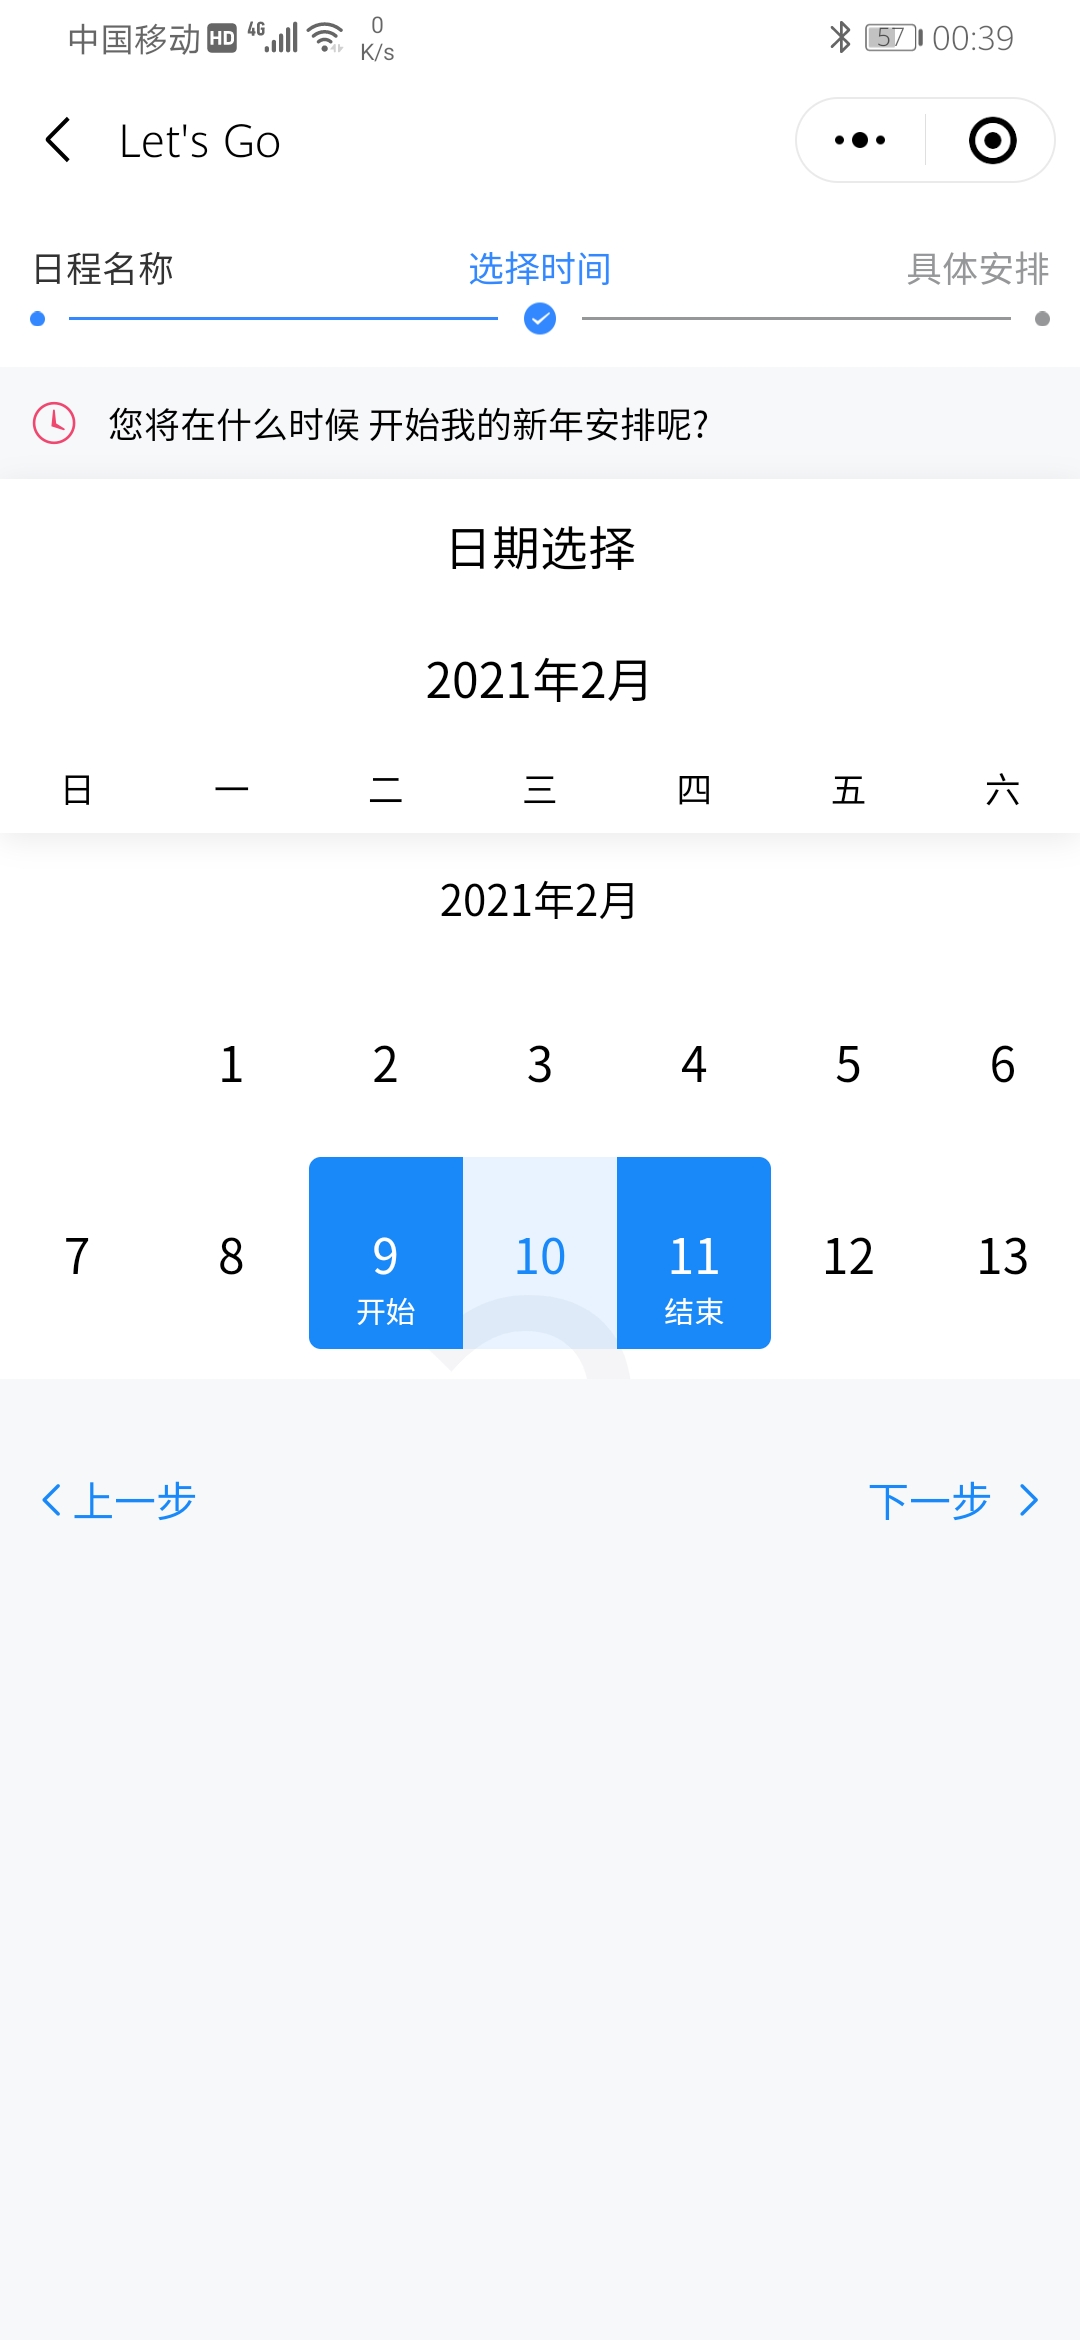 中国移动 HD 4G 0 K/s 57 00:39
Let's Go
日程名称 选择时间 具体安排
您将在什么时候 开始我的新年安排呢?
日期选择
2021年2月
日 一 二 三 四 五 六
2021年2月
1 2 3 4 5 6
7 8 9 10 11 12 13
开始 结束
上一步 下一步